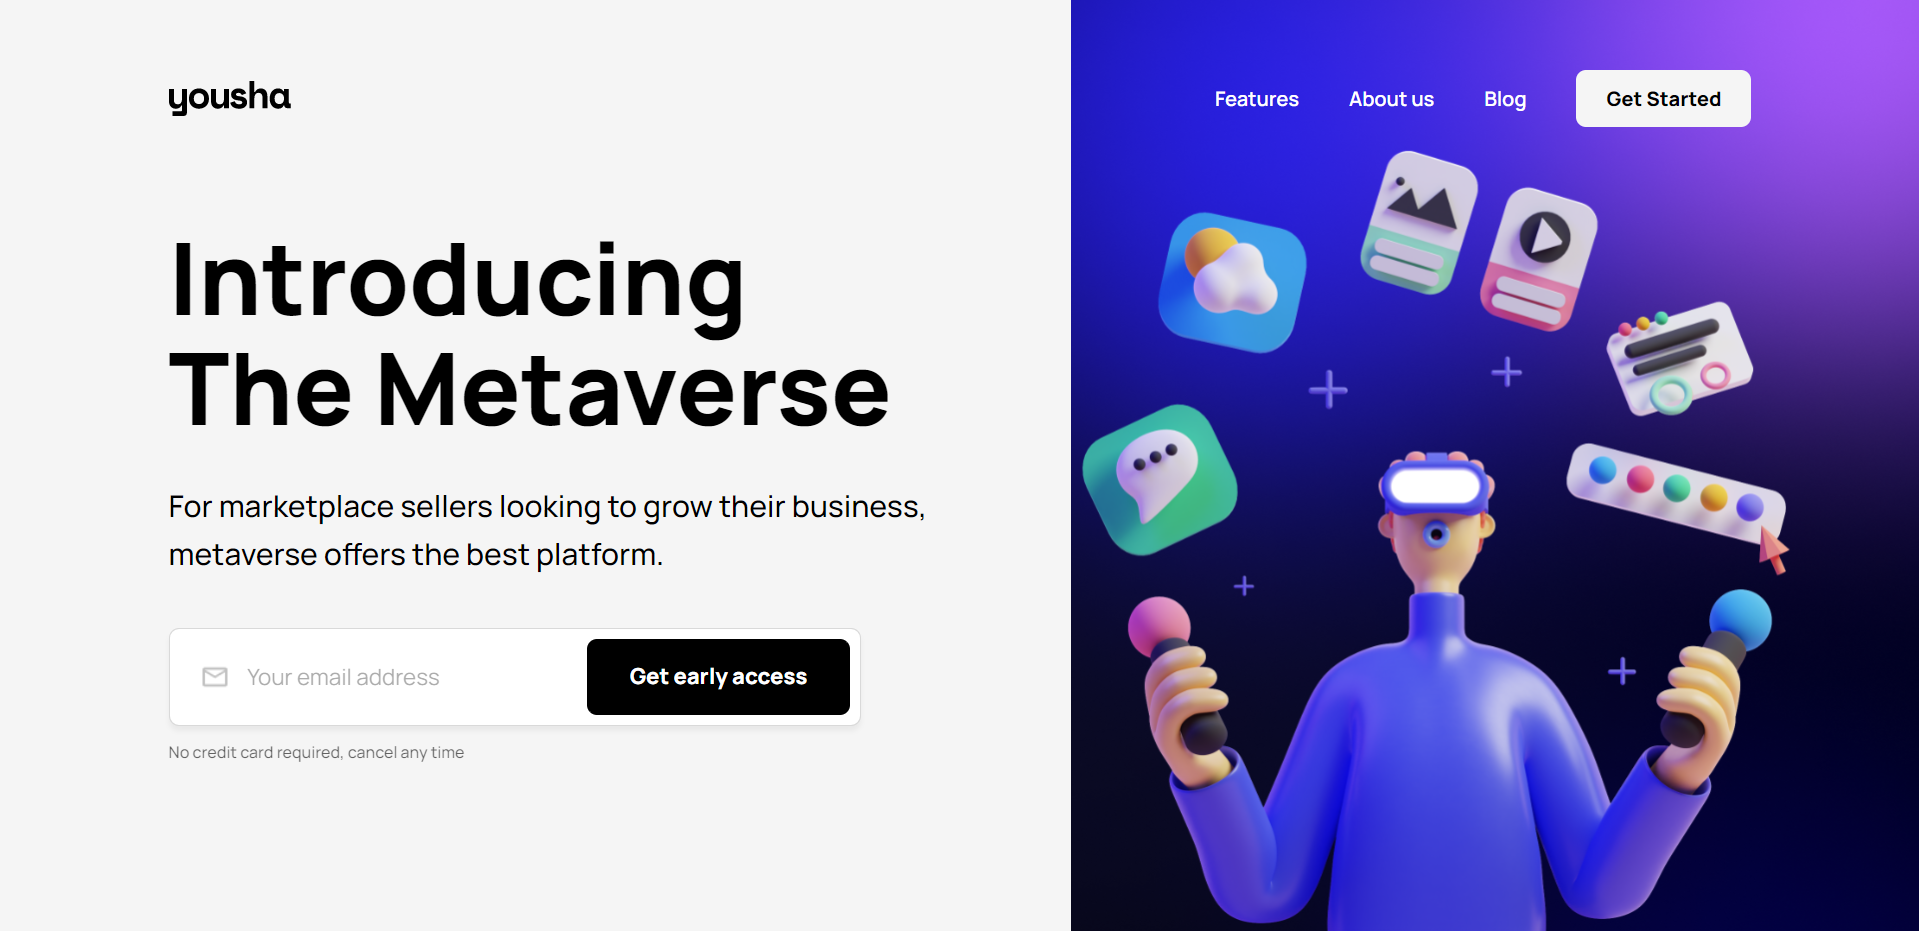 yousha
Features
About us
Blog
Get Started
Introducing
The Metaverse
For marketplace sellers looking to grow their business,
metaverse offers the best platform.
Your email address
Get early access
No credit card required, cancel any time